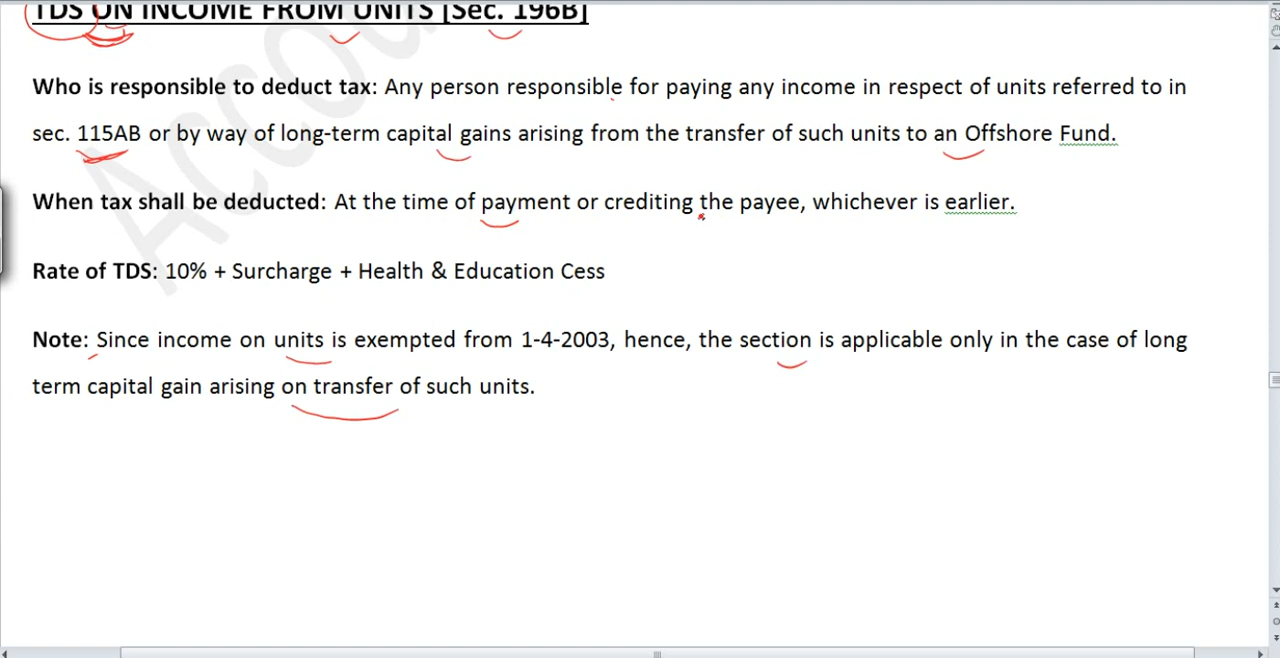 TDS ON INCOME FROM UNITS [Sec. 196B]
Who is responsible to deduct tax: Any person responsible for paying any income in respect of units referred to in
sec. 115AB or by way of long-term capital gains arising from the transfer of such units to an Offshore Fund.
When tax shall be deducted: At the time of payment or crediting the payee, whichever is earlier.
Rate of TDS: 10% + Surcharge + Health & Education Cess
Note: Since income on units is exempted from 1-4-2003, hence, the section is applicable only in the case of long
term capital gain arising on transfer of such units.